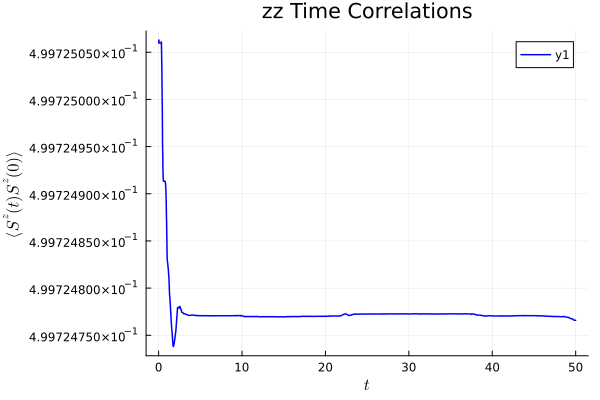 zz Time Correlations
y1
⟨S^z(t)S^z(0)⟩
4.99725050×10⁻¹
4.99725000×10⁻¹
4.99724950×10⁻¹
4.99724900×10⁻¹
4.99724850×10⁻¹
4.99724800×10⁻¹
4.99724750×10⁻¹
0 10 20 30 40 50
t